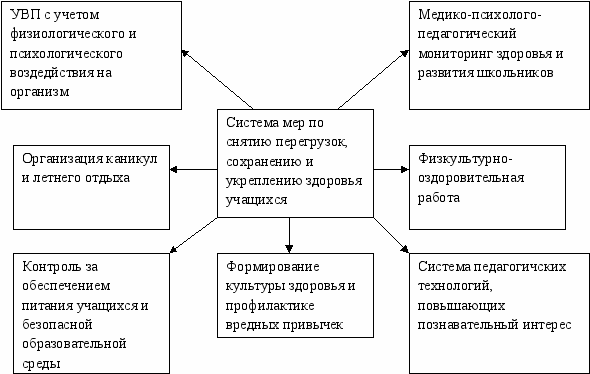 УВП с учетом
физиологического и
психологического
воздедйствия на
организм
Медико-психолого-
педагогический
мониторинг здоровья и
развития школьников
Система мер по
снятию перегрузок,
сохранению и
укреплению здоровья
учащихся
Организация каникул
и летнего отдыха
Физкультурно-
оздоровительная
работа
Контроль за
обеспечением
питания учащихся и
безопасной
образовательной
среды
Формирование
культуры здоровья и
профилактике
вредных привычек
Система педагогичских
технологий,
повышающих
познавательный интерес